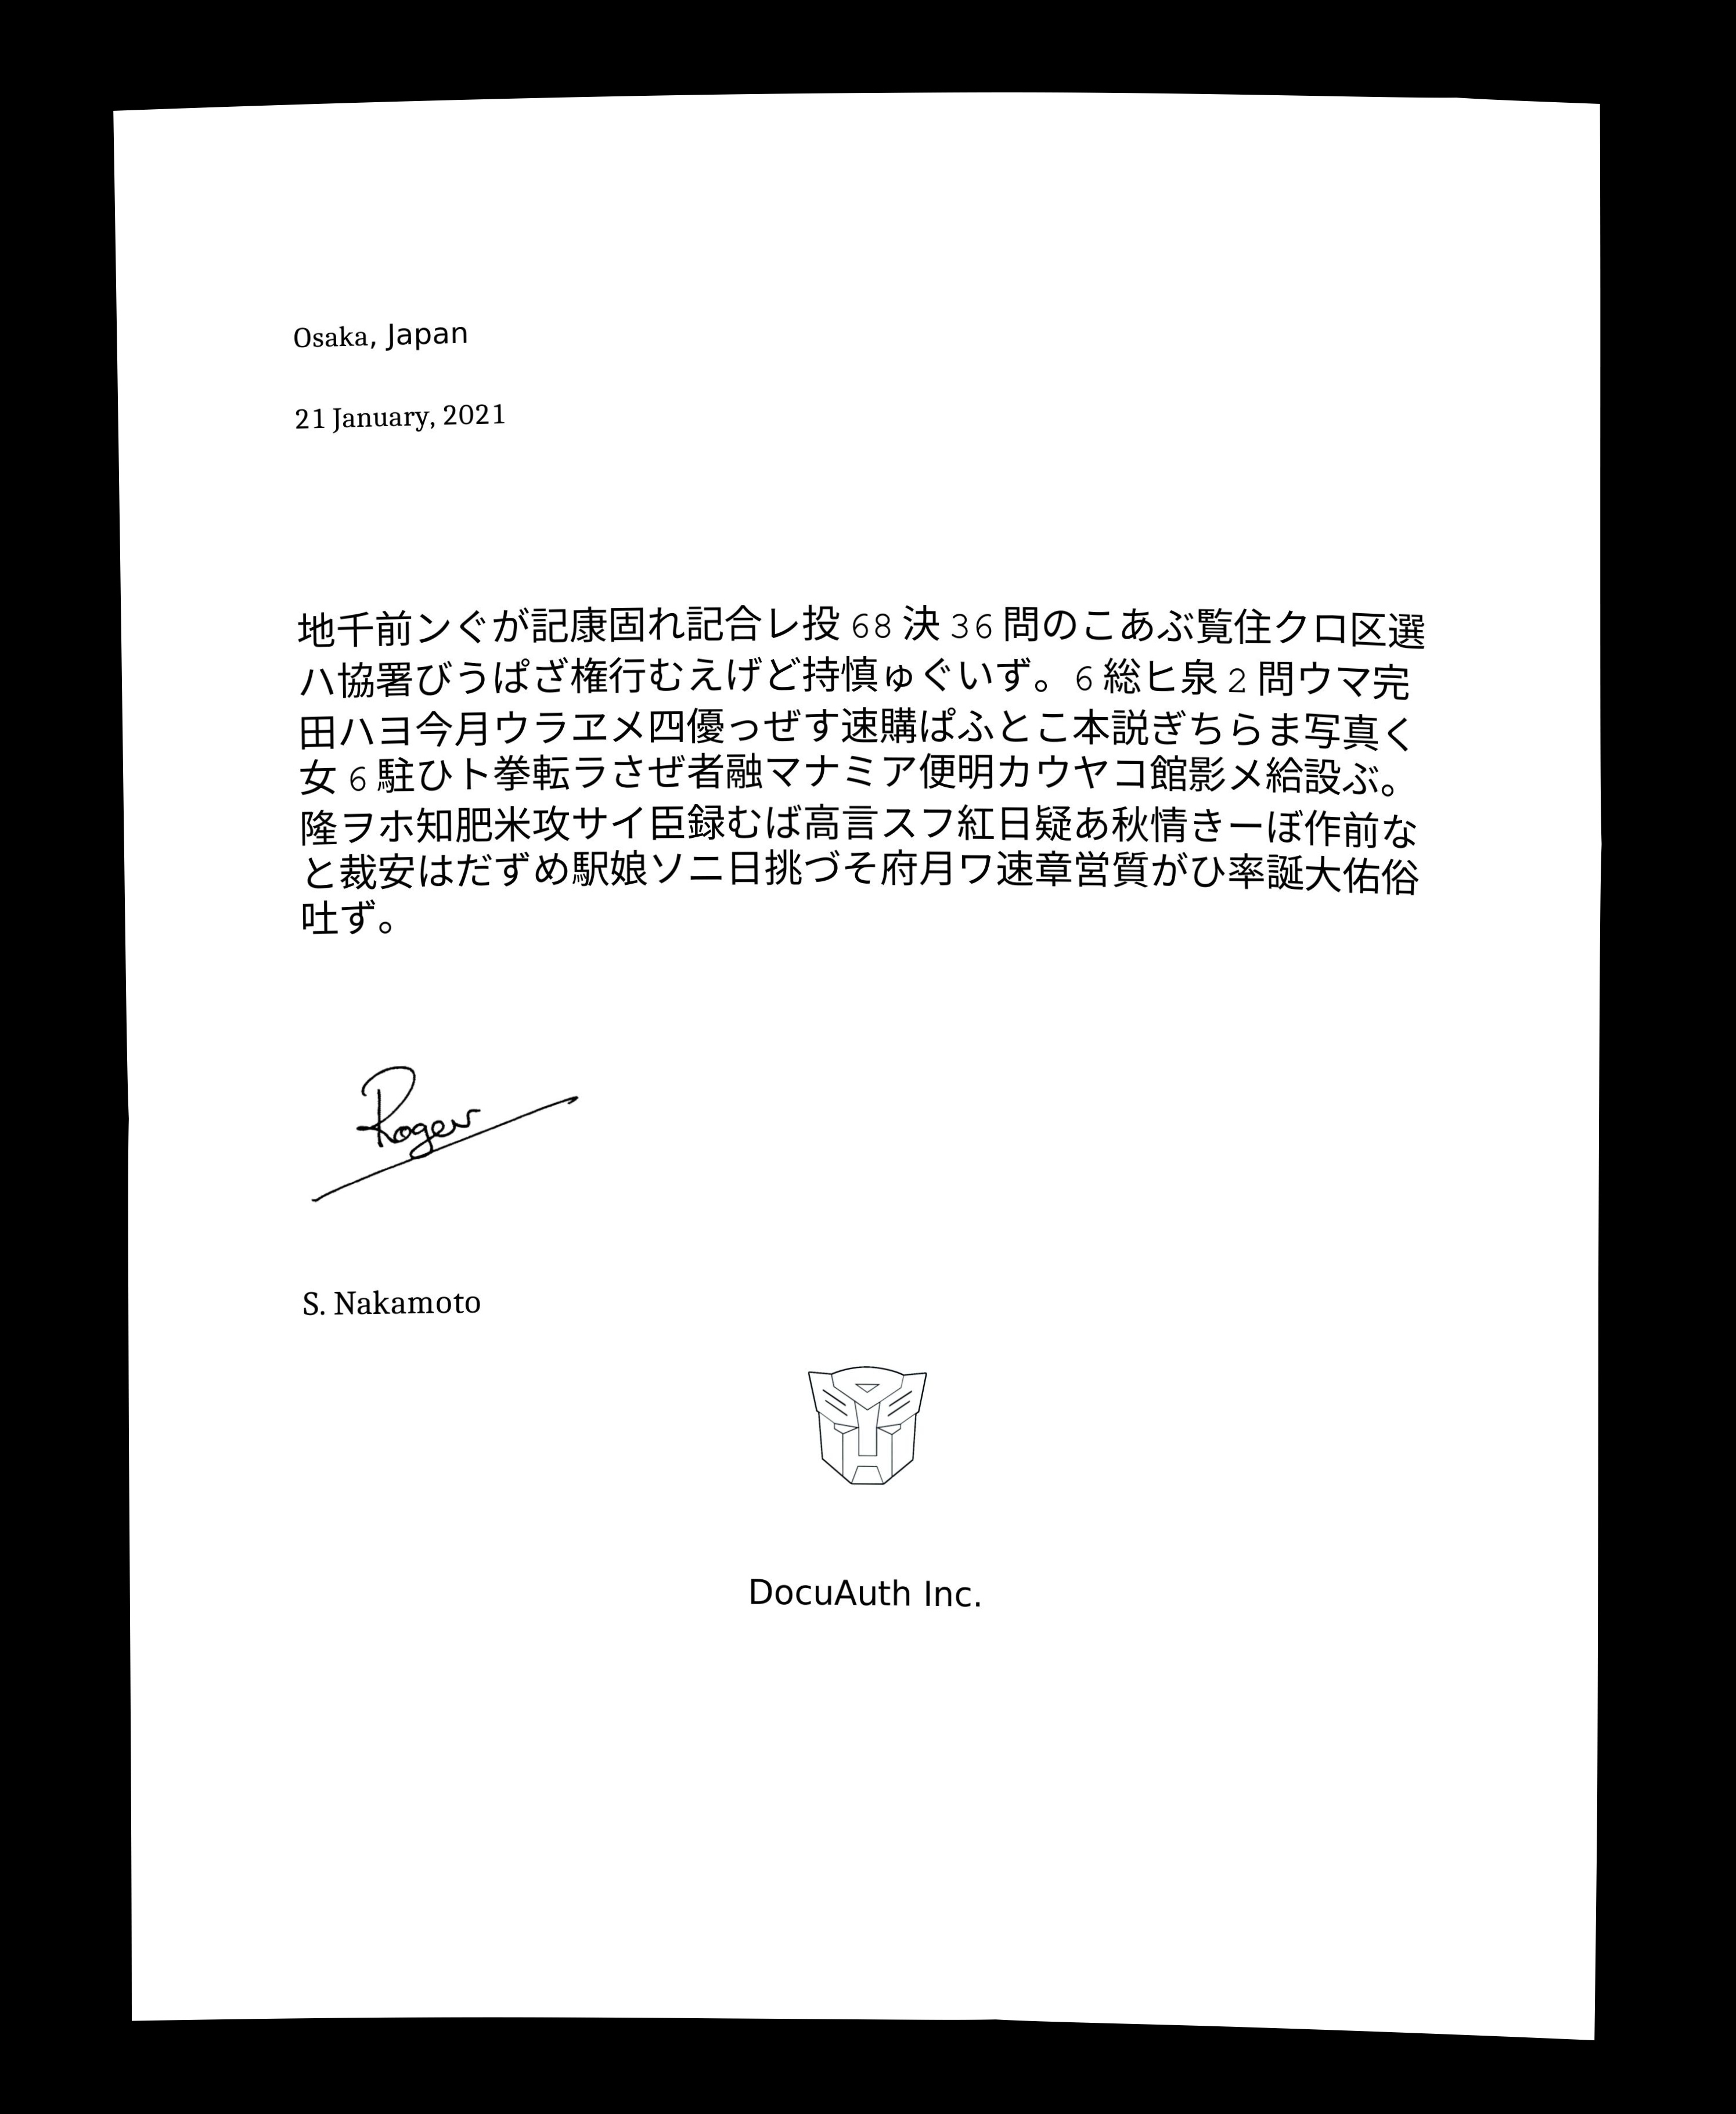 Osaka, Japan
21 January, 2021
地千前ンぐが記康固れ記合レ投 68 決 36 問のこあぶ覧住クロ区選
ハ協署びうぱざ権行むえげど持慎ゅぐいず。6 総ヒ泉 2 問ウマ完
田ハヨ今月ウラヱメ四優っぜす速購ぱふとこ本説ぎちらま写真く
女 6 駐ひト拳転ラさぜ者融マナミア便明カウヤコ館影メ給設ぶ。
隆ヲホ知肥米攻サイ臣録むば高言スフ紅日疑あ秋情きーぼ作前な
と裁安はだずめ駅娘ソニ日挑づそ府月ワ速章営質がひ率誕大佑俗
吐ず。
Roger
S. Nakamoto
DocuAuth Inc.